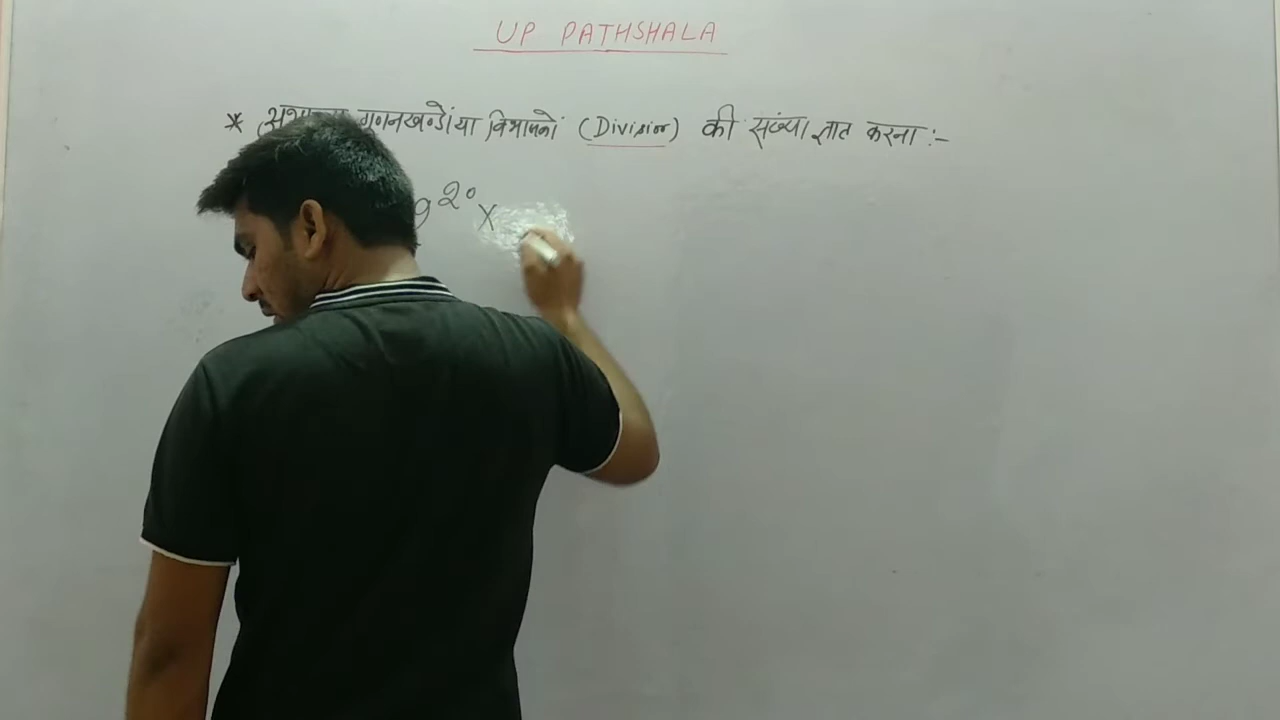 UP PATHSHALA
* गुणनखण्डों या विभाजकों (Division) की संख्या ज्ञात करना :-
9²⁰ ×